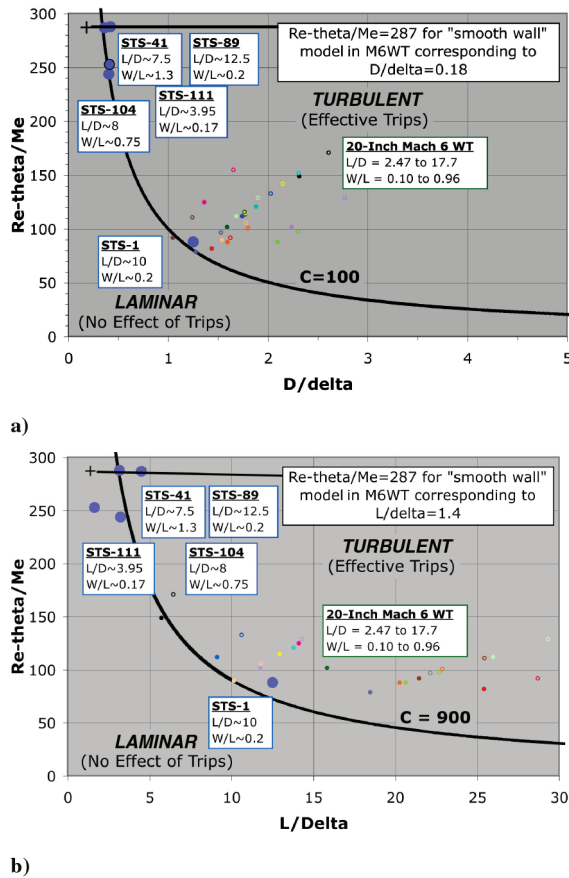 300
250
200
150
100
50
0
Re-theta/Me
STS-41
L/D~7.5
W/L~1.3
STS-89
L/D~12.5
W/L~0.2
Re-theta/Me=287 for "smooth wall"
model in M6WT corresponding to
D/delta=0.18
STS-104
L/D~8
W/L~0.75
STS-111
L/D~3.95
W/L~0.17
TURBULENT
(Effective Trips)
20-Inch Mach 6 WT
L/D = 2.47 to 17.7
W/L = 0.10 to 0.96
STS-1
L/D~10
W/L~0.2
C=100
LAMINAR
(No Effect of Trips)
0 1 2 3 4 5
D/delta
a)
300
250
200
150
100
50
0
Re-theta/Me
STS-41
L/D~7.5
W/L~1.3
STS-89
L/D~12.5
W/L~0.2
Re-theta/Me=287 for "smooth wall"
model in M6WT corresponding to
L/delta=1.4
STS-111
L/D~3.95
W/L~0.17
STS-104
L/D~8
W/L~0.75
TURBULENT
(Effective Trips)
20-Inch Mach 6 WT
L/D = 2.47 to 17.7
W/L = 0.10 to 0.96
STS-1
L/D~10
W/L~0.2
C = 900
LAMINAR
(No Effect of Trips)
0 5 10 15 20 25 30
L/Delta
b)